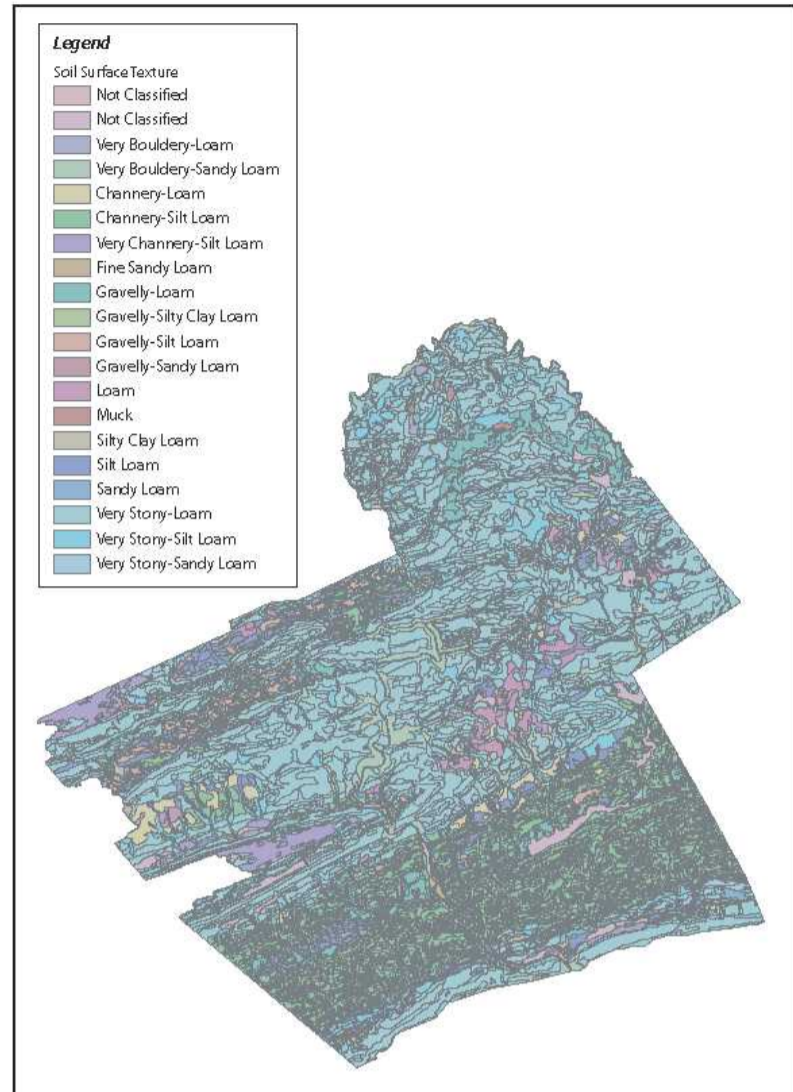 Legend
Soil Surface Texture
Not Classified
Not Classified
Very Bouldery-Loam
Very Bouldery-Sandy Loam
Channery-Loam
Channery-Silt Loam
Very Channery-Silt Loam
Fine Sandy Loam
Gravelly-Loam
Gravelly-Silty Clay Loam
Gravelly-Silt Loam
Gravelly-Sandy Loam
Loam
Muck
Silty Clay Loam
Silt Loam
Sandy Loam
Very Stony-Loam
Very Stony-Silt Loam
Very Stony-Sandy Loam